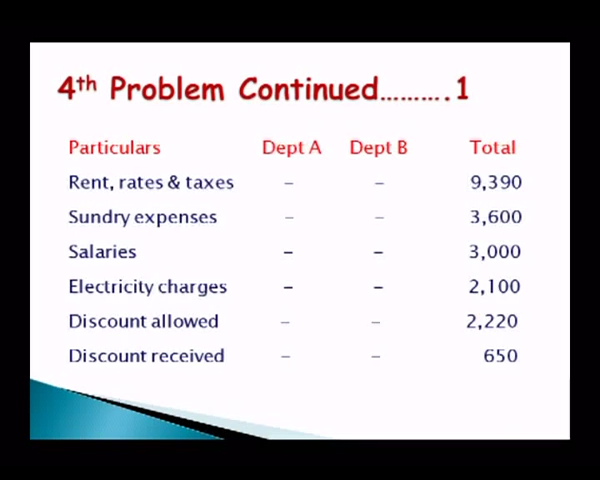 4th Problem Continued……….1
Particulars Dept A Dept B Total
Rent, rates & taxes – – 9,390
Sundry expenses – – 3,600
Salaries – – 3,000
Electricity charges – – 2,100
Discount allowed – – 2,220
Discount received – – 650